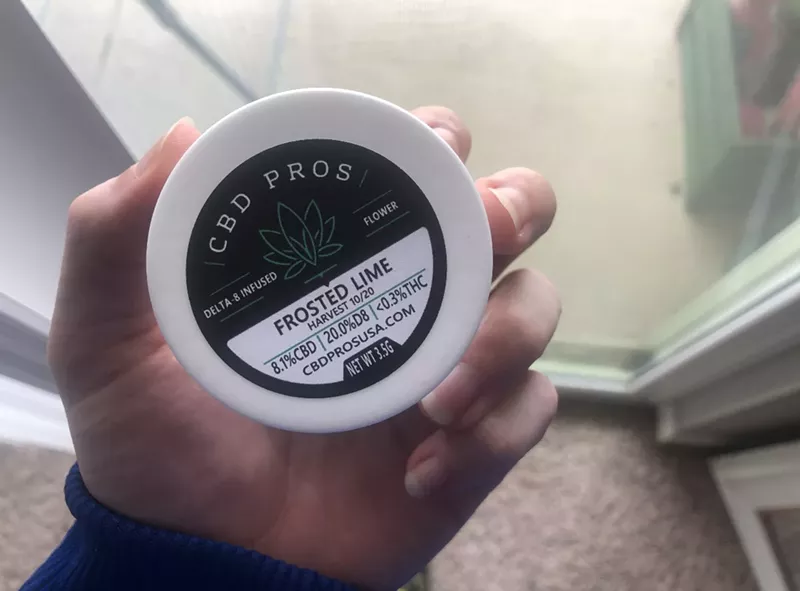 CBD PROS
DELTA-8 INFUSED
FLOWER
FROSTED LIME
HARVEST 10/20
8.1%CBD | 20.0%D8 | <0.3%THC
CBDPROSUSA.COM
NET WT 3.5G